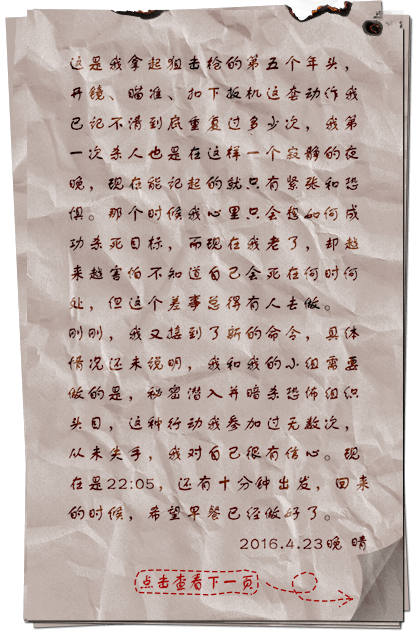 这是我拿起狙击枪的第五个年头，
开镜、瞄准、扣下扳机这套动作我
已记不清到底重复过多少次，我第
一次杀人也是在这样一个寂静的夜
晚，现在能记起的就只有紧张和恐
惧。那个时候我心里只会想如何成
功杀死目标，而现在我老了，却越
来越害怕不知道自己会死在何时何
处，但这个差事总得有人去做。
刚刚，我又接到了新的命令，具体
情况还未说明，我和我的小组需要
做的是，秘密潜入并暗杀恐怖组织
头目，这种行动我参加过无数次，
从未失手，我对自己很有信心。现
在是22:05，还有十分钟出发，回来
的时候，希望早餐已经做好了。
2016.4.23晚 晴
点击查看下一页